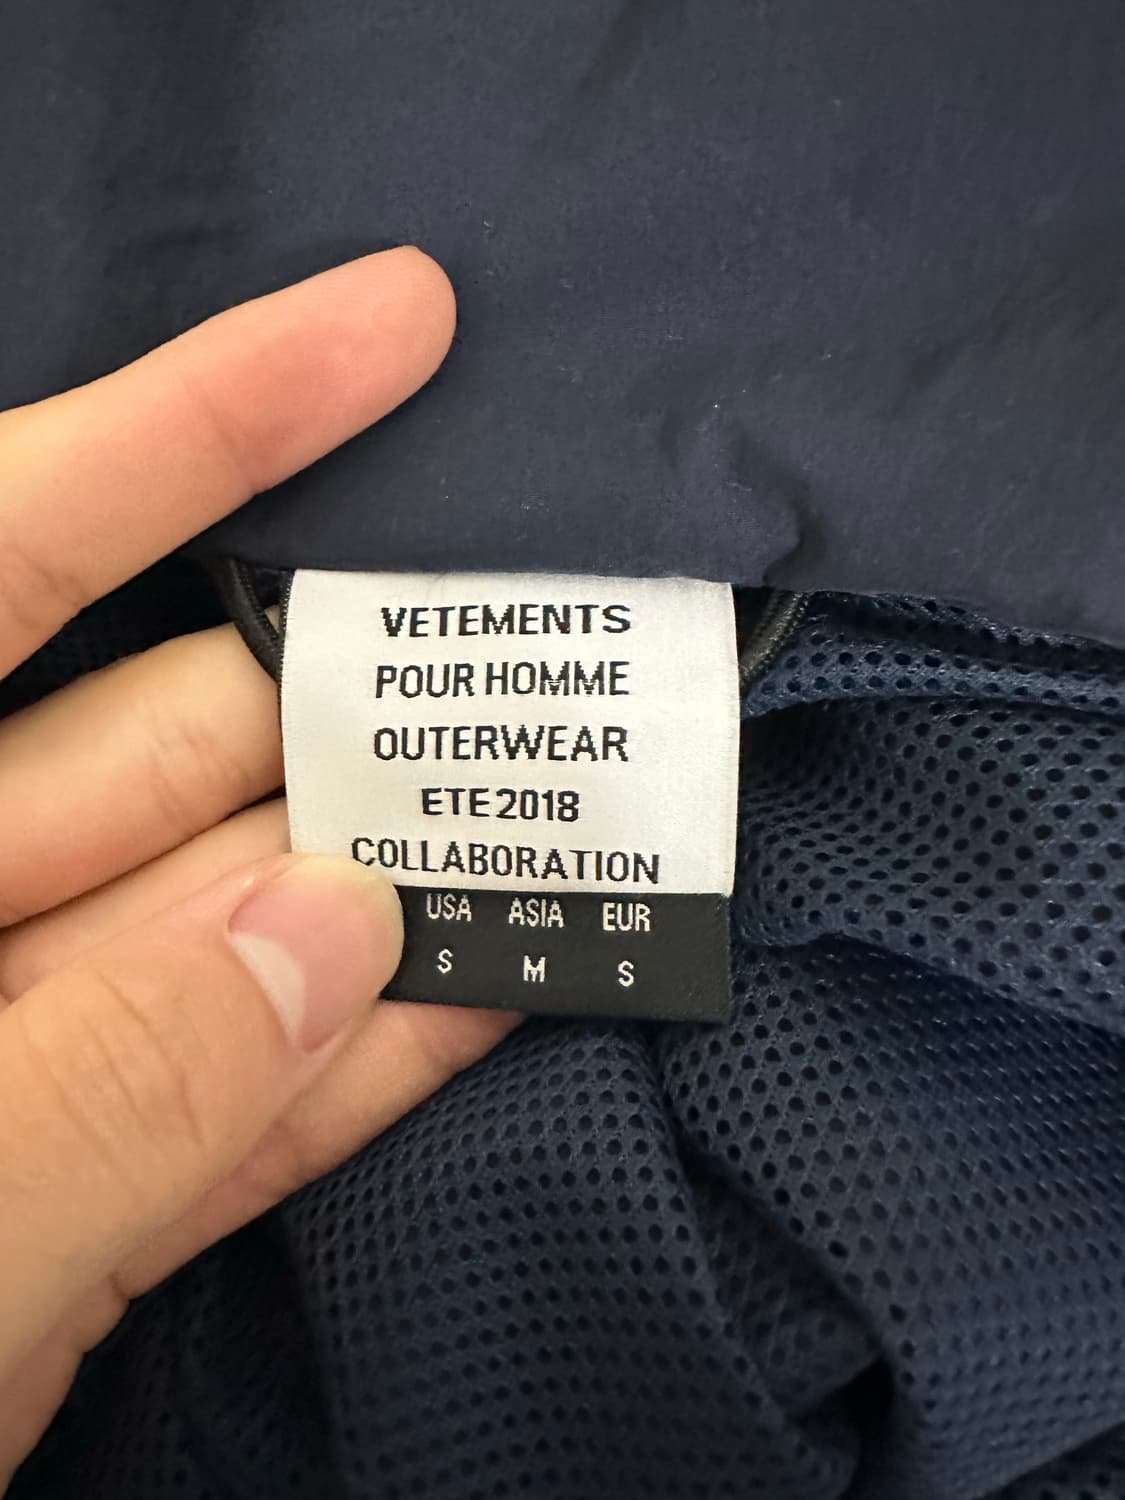 VETEMENTS
POUR HOMME
OUTERWEAR
ETE 2018
COLLABORATION
USA ASIA EUR
S M S